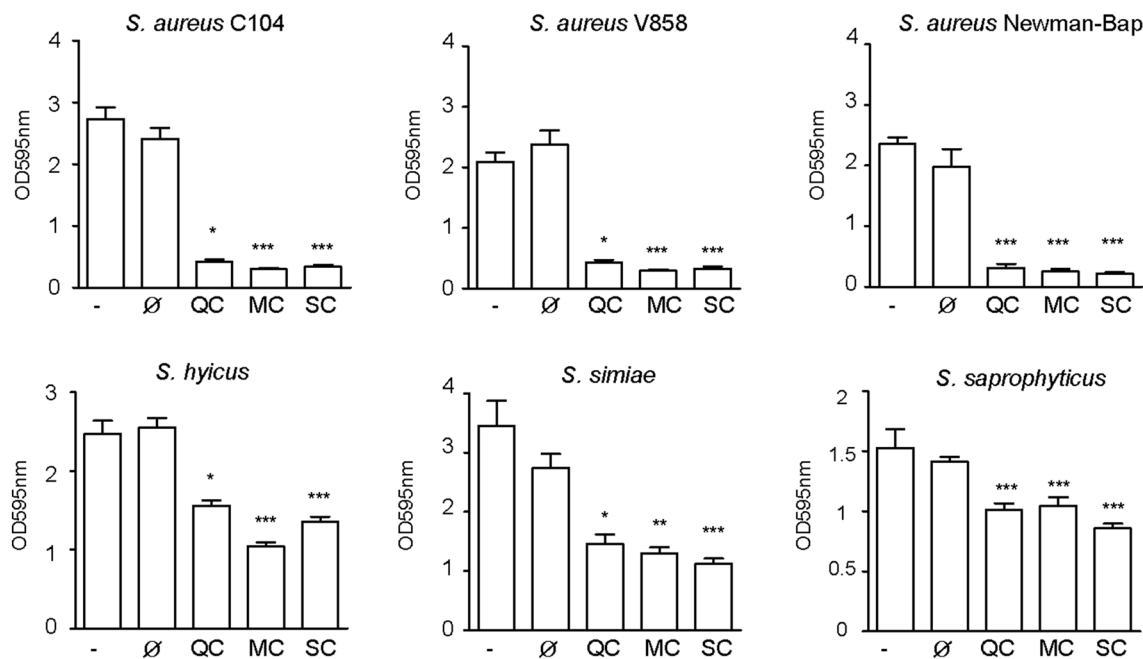 S. aureus C104
OD595nm
4
3
2
1
0
*
***
***
- Ø QC MC SC
S. aureus V858
OD595nm
4
3
2
1
0
*
***
***
- Ø QC MC SC
S. aureus Newman-Bap
OD595nm
4
3
2
1
0
***
***
***
- Ø QC MC SC
S. hyicus
OD595nm
3
2
1
0
*
***
***
- Ø QC MC SC
S. simiae
OD595nm
4
3
2
1
0
*
**
***
- Ø QC MC SC
S. saprophyticus
OD595nm
2
1.5
1
0.5
0
***
***
***
- Ø QC MC SC